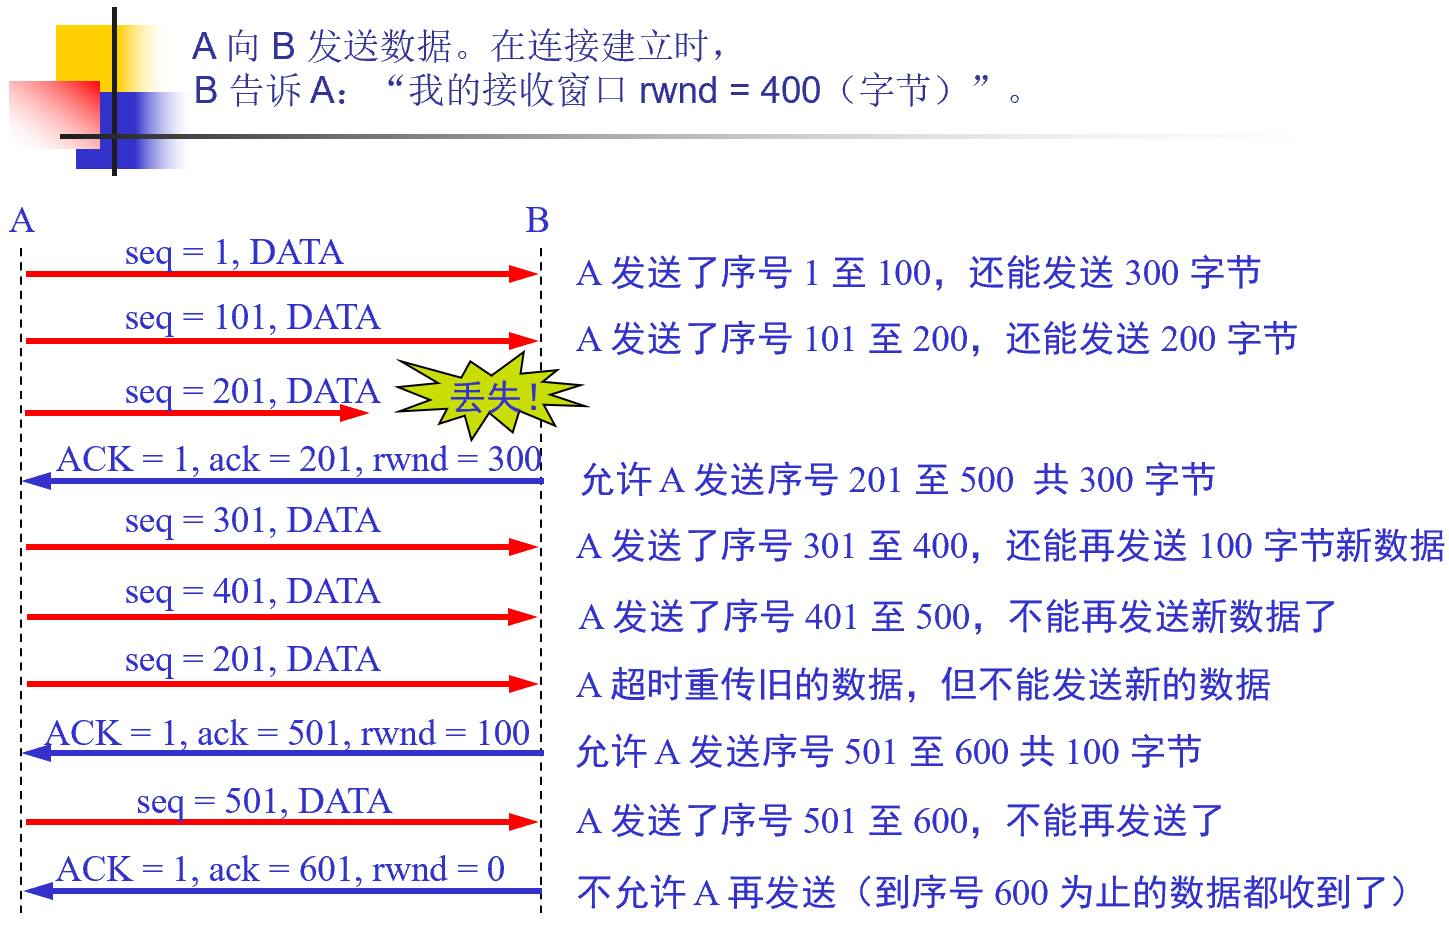 A 向 B 发送数据。在连接建立时，
B 告诉 A：“我的接收窗口 rwnd = 400（字节）”。
A B
seq = 1, DATA
A 发送了序号 1 至 100，还能发送 300 字节
seq = 101, DATA
A 发送了序号 101 至 200，还能发送 200 字节
seq = 201, DATA 丢失！
ACK = 1, ack = 201, rwnd = 300
允许 A 发送序号 201 至 500 共 300 字节
seq = 301, DATA
A 发送了序号 301 至 400，还能再发送 100 字节新数据
seq = 401, DATA
A 发送了序号 401 至 500，不能再发送新数据了
seq = 201, DATA
A 超时重传旧的数据，但不能发送新的数据
ACK = 1, ack = 501, rwnd = 100
允许 A 发送序号 501 至 600 共 100 字节
seq = 501, DATA
A 发送了序号 501 至 600，不能再发送了
ACK = 1, ack = 601, rwnd = 0
不允许 A 再发送（到序号 600 为止的数据都收到了）